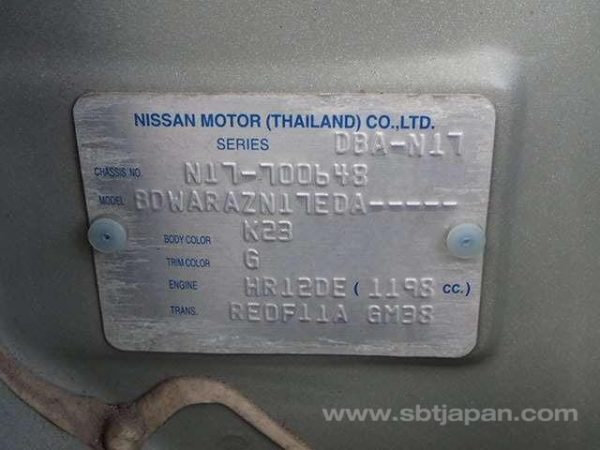 NISSAN MOTOR (THAILAND) CO.,LTD.
SERIES DBA-N17
CHASSIS NO N17-700648
MODEL BDWARAZN17EDA-----
BODY COLOR K23
TRIM COLOR G
ENGINE HR12DE ( 1198 CC.)
TRANS. RE0F11A GM38
www.sbtjapan.com